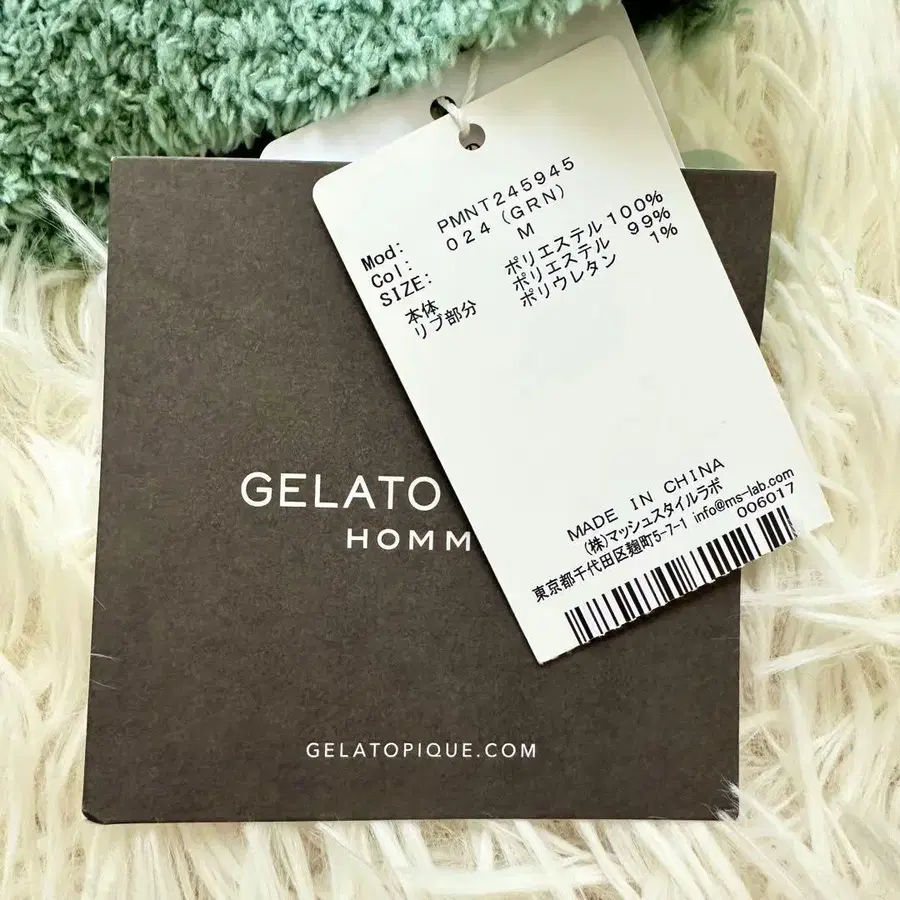 Mod: PMNT245945
Col: 024 (GRN)
SIZE: M
本体 ポリエステル 100%
リブ部分 ポリエステル 99%
ポリウレタン 1%
MADE IN CHINA
(株)マッシュスタイルラボ
東京都千代田区麹町5-7-1 info@ms-lab.com
006017
GELATO
HOMM
GELATOPIQUE.COM